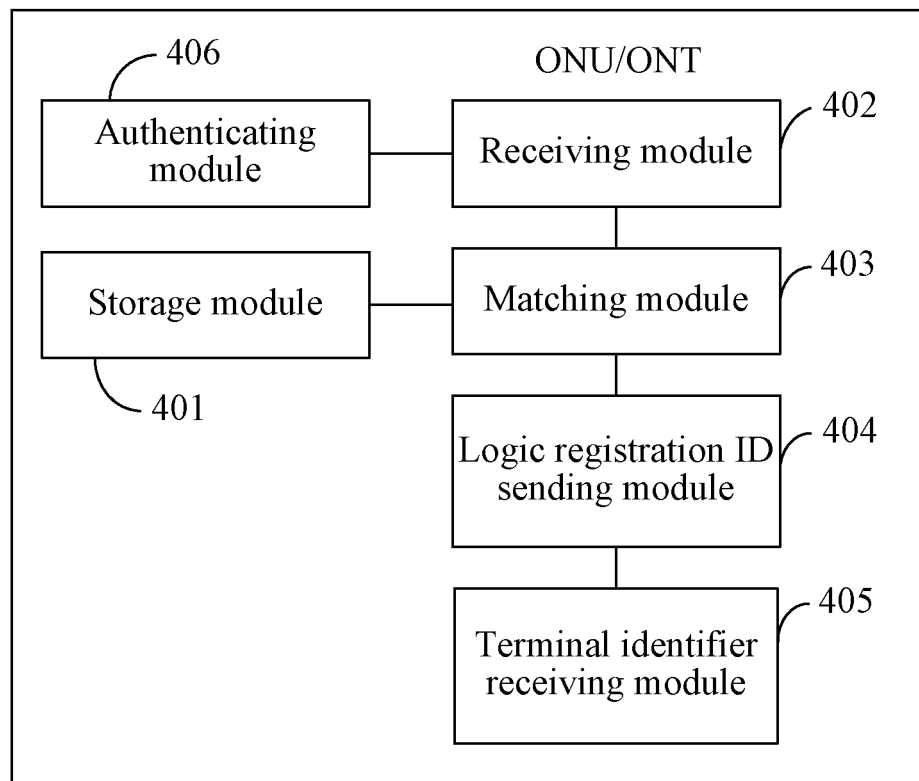 406
ONU/ONT
402
Authenticating
module
Receiving module
403
Storage module
Matching module
401
404
Logic registration ID
sending module
405
Terminal identifier
receiving module